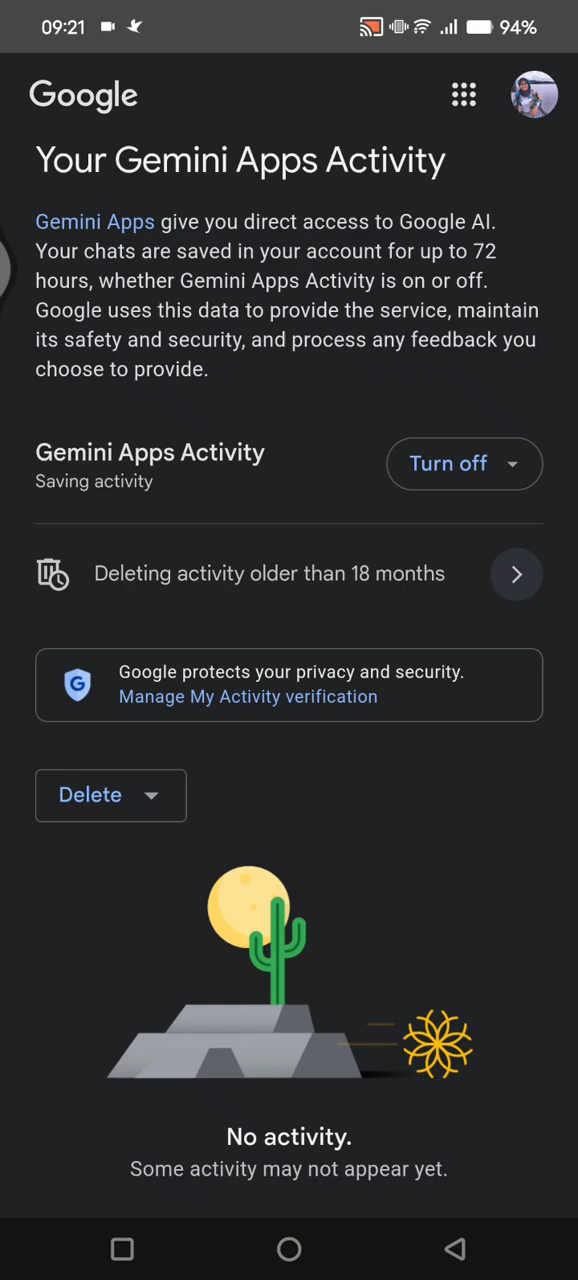 09:21
94%
Google
Your Gemini Apps Activity
Gemini Apps give you direct access to Google AI.
Your chats are saved in your account for up to 72
hours, whether Gemini Apps Activity is on or off.
Google uses this data to provide the service, maintain
its safety and security, and process any feedback you
choose to provide.
Gemini Apps Activity
Saving activity
Turn off
Deleting activity older than 18 months
G
Google protects your privacy and security.
Manage My Activity verification
Delete
No activity.
Some activity may not appear yet.